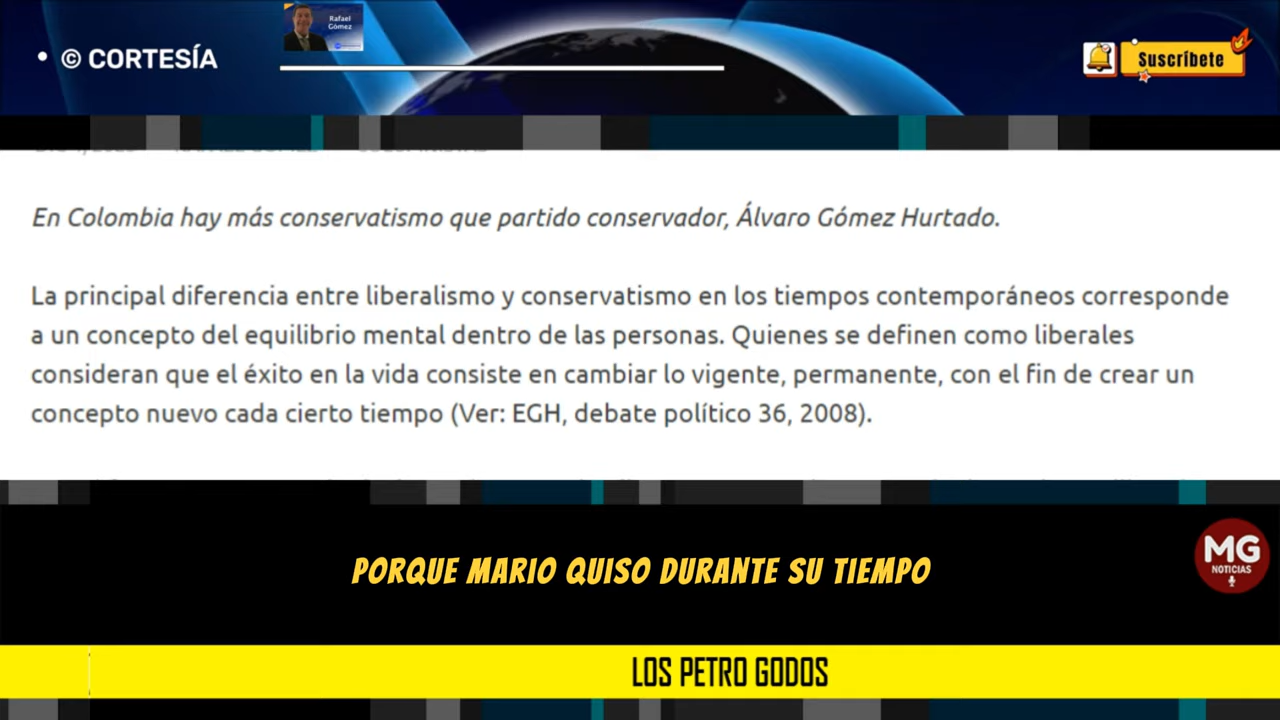 • © CORTESÍA
Rafael
Gómez
Suscríbete
En Colombia hay más conservatismo que partido conservador, Álvaro Gómez Hurtado.
La principal diferencia entre liberalismo y conservatismo en los tiempos contemporáneos corresponde
a un concepto del equilibrio mental dentro de las personas. Quienes se definen como liberales
consideran que el éxito en la vida consiste en cambiar lo vigente, permanente, con el fin de crear un
concepto nuevo cada cierto tiempo (Ver: EGH, debate político 36, 2008).
PORQUE MARIO QUISO DURANTE SU TIEMPO
MG
NOTICIAS
LOS PETRO GODOS